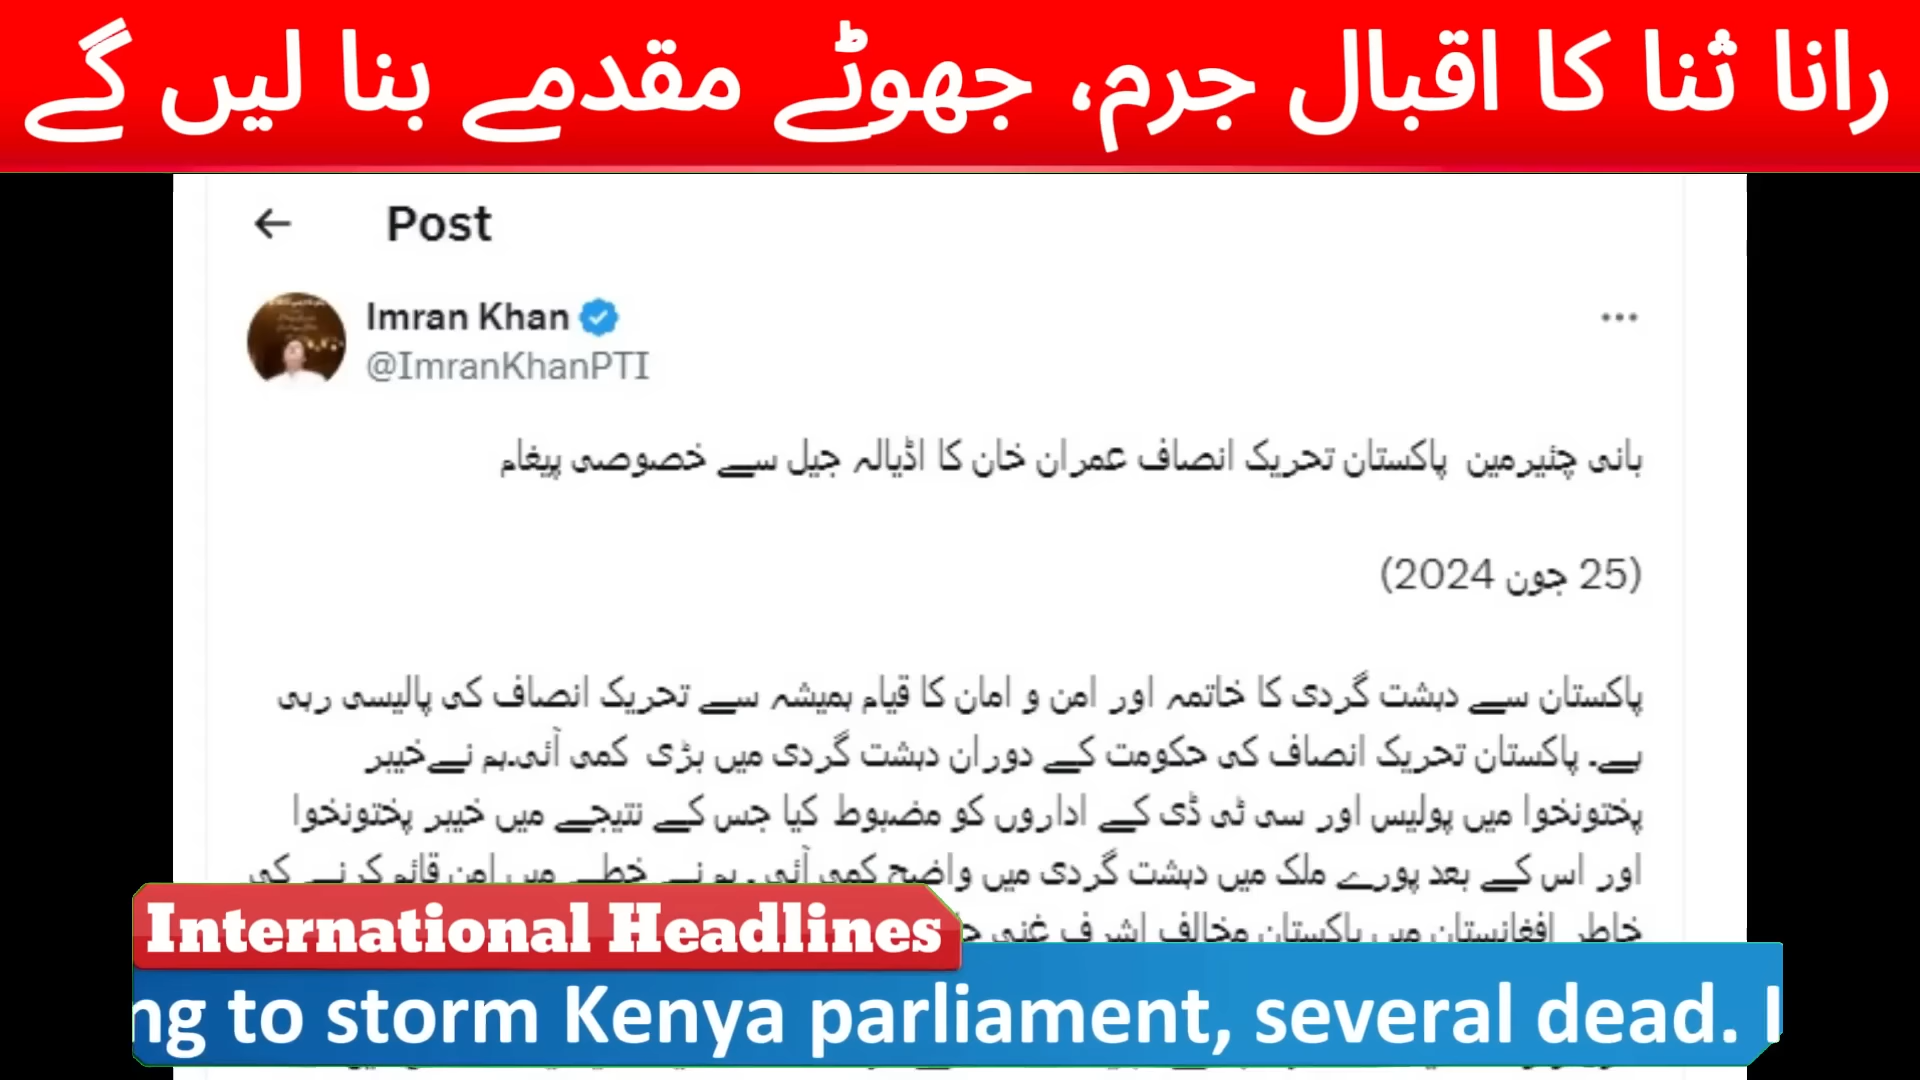 رانا ثنا کا اقبال جرم، جھوٹے مقدمے بنا لیں گے
Post
Imran Khan
@ImranKhanPTI
بانی چئیرمین پاکستان تحریک انصاف عمران خان کا اڈیالہ جیل سے خصوصی پیغام
(25 جون 2024)
پاکستان سے دہشت گردی کا خاتمہ اور امن و امان کا قیام ہمیشہ سے تحریک انصاف کی پالیسی رہی
ہے۔ پاکستان تحریک انصاف کی حکومت کے دوران دہشت گردی میں بڑی کمی آئی۔ہم نےخیبر
پختونخوا میں پولیس اور سی ٹی ڈی کے اداروں کو مضبوط کیا جس کے نتیجے میں خیبر پختونخوا
اور اس کے بعد پورے ملک میں دہشت گردی میں واضح کمی آئی۔ ہم نے خطے میں امن قائم کرنے کی
خاطر افغانستان میں پاکستان مخالف اشرف غنی
International Headlines
ng to storm Kenya parliament, several dead. I